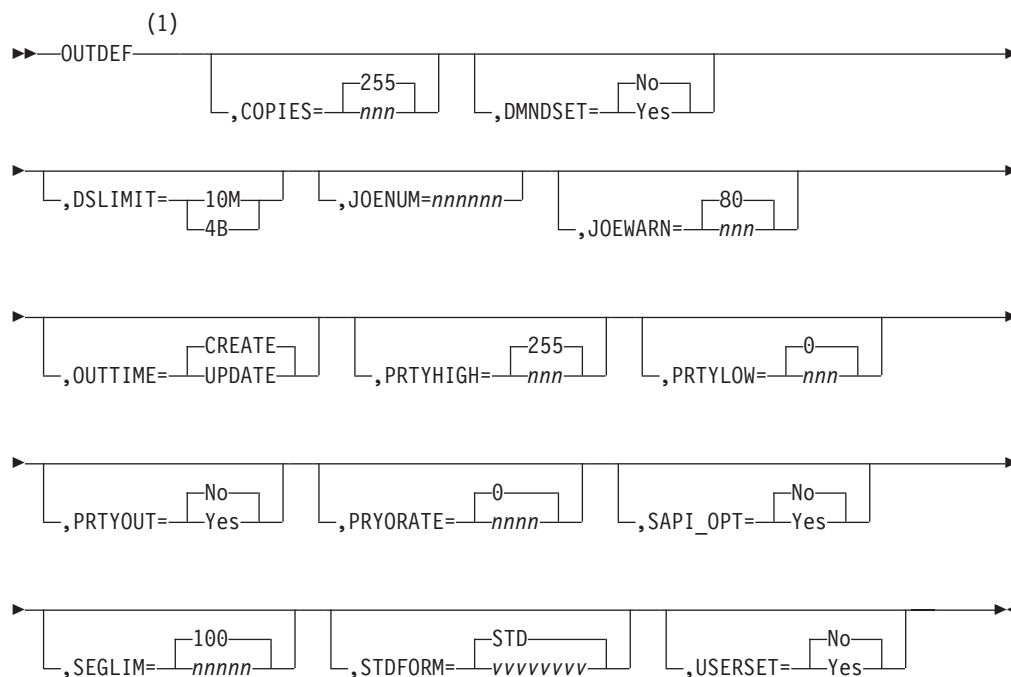 (1)
OUTDEF
,COPIES= 255 nnn ,DMNDSET= No Yes
,DSLIMIT= 10M 4B ,JOENUM=nnnnnn ,JOEWARN= 80 nnn
,OUTTIME= CREATE UPDATE ,PRTYHIGH= 255 nnn ,PRTYLOW= 0 nnn
,PRTYOUT= No Yes ,PRYORATE= 0 nnnn ,SAPI_OPT= No Yes
,SEGLIM= 100 nnnnn ,STDFORM= STD vvvvvvvv ,USERSET= No Yes